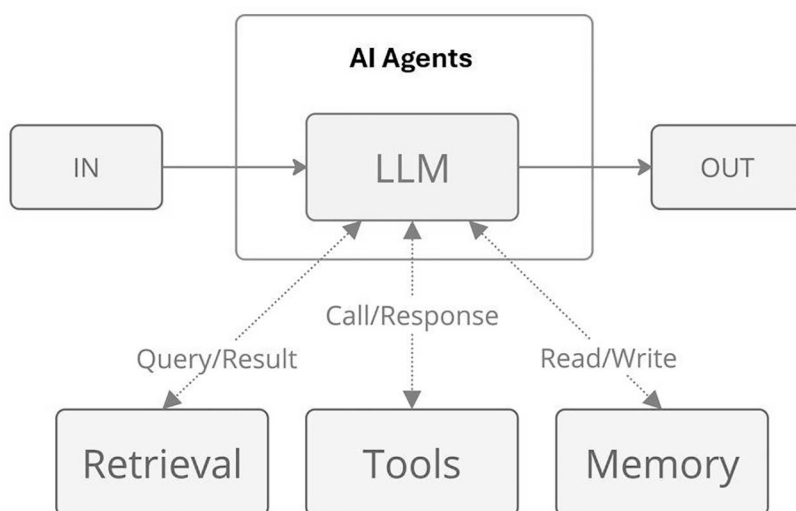 AI Agents
IN
LLM
OUT
Call/Response
Query/Result
Read/Write
Retrieval
Tools
Memory